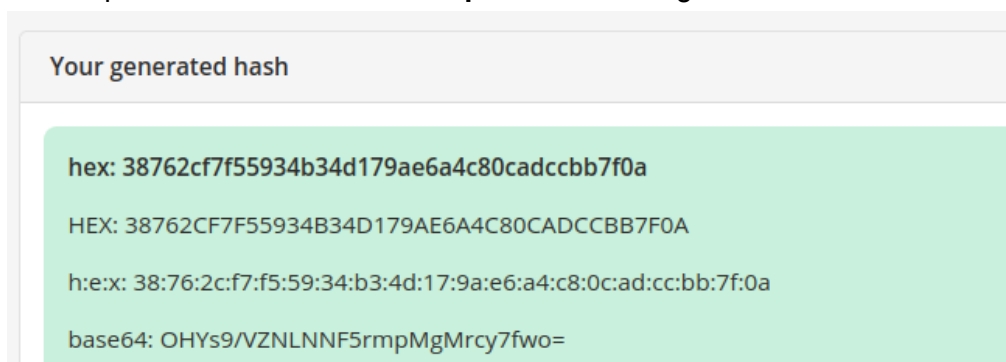 Your generated hash
hex: 38762cf7f55934b34d179ae6a4c80cadccbb7f0a
HEX: 38762CF7F55934B34D179AE6A4C80CADCCBB7F0A
h:e:x: 38:76:2c:f7:f5:59:34:b3:4d:17:9a:e6:a4:c8:0c:ad:cc:bb:7f:0a
base64: OHYs9/VZNLNNF5rmpMgMrcy7fwo=